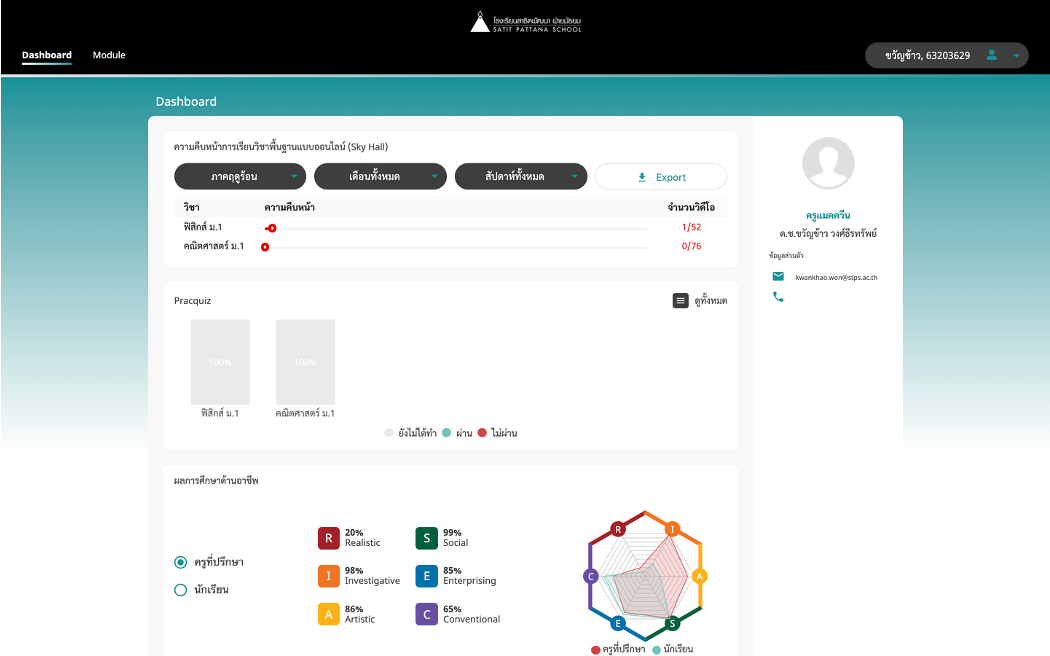 โรงเรียนสาธิตพัฒนา ฝ่ายมัธยม
SATIT PATTANA SCHOOL
Dashboard Module
ขวัญข้าว, 63203629
Dashboard
ความคืบหน้าการเรียนวิชาพื้นฐานแบบออนไลน์ (Sky Hall)
ภาคฤดูร้อน เดือนทั้งหมด สัปดาห์ทั้งหมด Export
วิชา ความคืบหน้า จำนวนวิดีโอ
ฟิสิกส์ ม.1 1/52
คณิตศาสตร์ ม.1 0/76
ครูแมคควีน
ด.ช.ขวัญข้าว วงศ์ธีรทรัพย์
ข้อมูลส่วนตัว
kwankhao.won@stps.ac.th
Pracquiz ดูทั้งหมด
100% 100%
ฟิสิกส์ ม.1 คณิตศาสตร์ ม.1
ยังไม่ได้ทำ ผ่าน ไม่ผ่าน
ผลการศึกษาด้านอาชีพ
ครูที่ปรึกษา
นักเรียน
R 20% Realistic
S 99% Social
I 98% Investigative
E 85% Enterprising
A 86% Artistic
C 65% Conventional
R I
C A
E S
ครูที่ปรึกษา นักเรียน